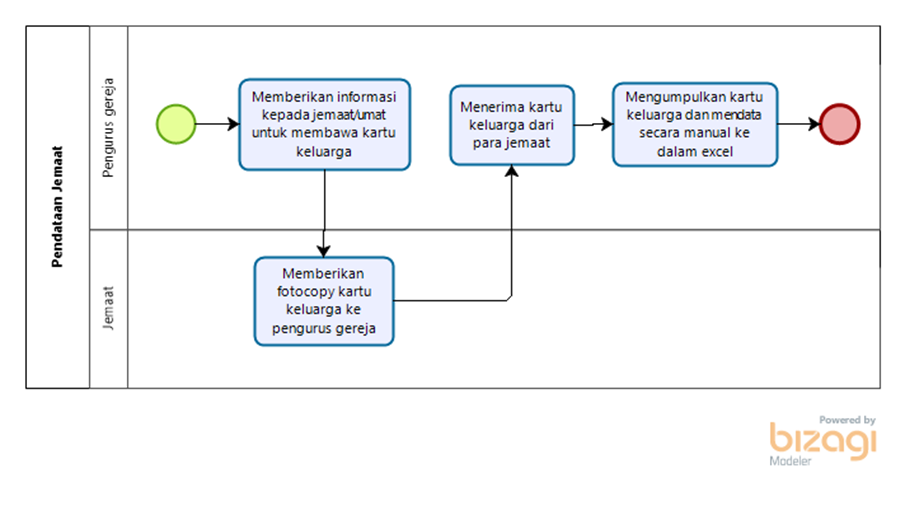 Pendataan Jemaat
Pengurus gereja
Memberikan informasi
kepada jemaat/umat
untuk membawa kartu
keluarga
Menerima kartu
keluarga dari
para jemaat
Mengumpulkan kartu
keluarga dan mendata
secara manual ke
dalam excel
Jemaat
Memberikan
fotocopy kartu
keluarga ke
pengurus gereja
Powered by
bizagi
Modeler